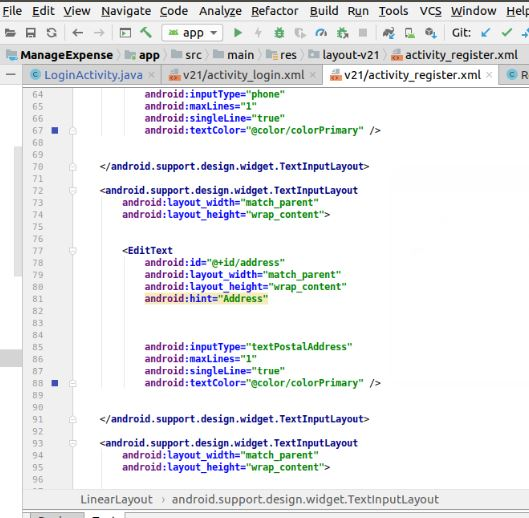 File Edit View Navigate Code Analyze Refactor Build Run Tools VCS Window Help
app Git:
ManageExpense app src main res layout-v21 activity_register.xml
LoginActivity.java v21/activity_login.xml v21/activity_register.xml R
64 android:inputType="phone"
65 android:maxLines="1"
66 android:singleLine="true"
67 android:textColor="@color/colorPrimary" />
68
69
70 </android.support.design.widget.TextInputLayout>
71
72 <android.support.design.widget.TextInputLayout
73 android:layout_width="match_parent"
74 android:layout_height="wrap_content">
75
76
77 <EditText
78 android:id="@+id/address"
79 android:layout_width="match_parent"
80 android:layout_height="wrap_content"
81 android:hint="Address"
82
83
84
85 android:inputType="textPostalAddress"
86 android:maxLines="1"
87 android:singleLine="true"
88 android:textColor="@color/colorPrimary" />
89
90
91 </android.support.design.widget.TextInputLayout>
92
93 <android.support.design.widget.TextInputLayout
94 android:layout_width="match_parent"
95 android:layout_height="wrap_content">
96
LinearLayout › android.support.design.widget.TextInputLayout